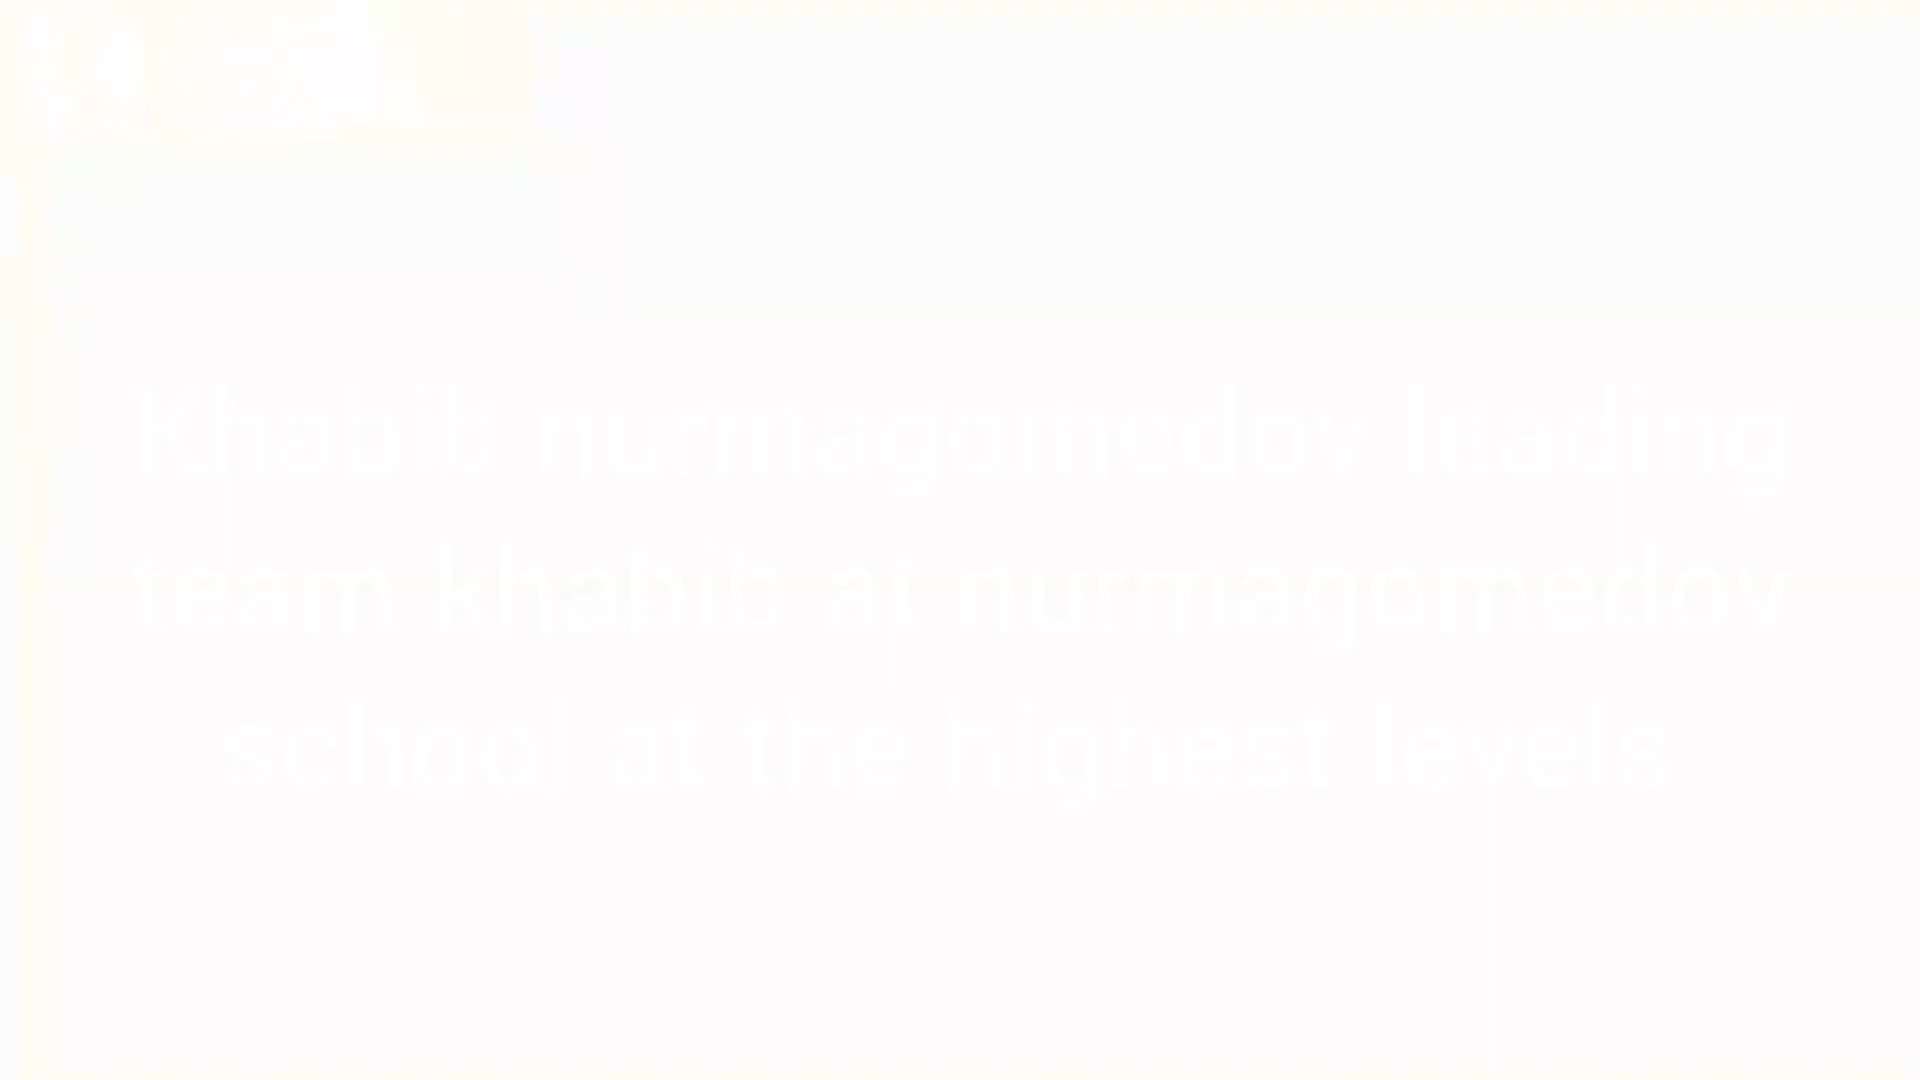 Khabib nurmagomedov leading
team khabib at nurmagomedov
school at the highest levels